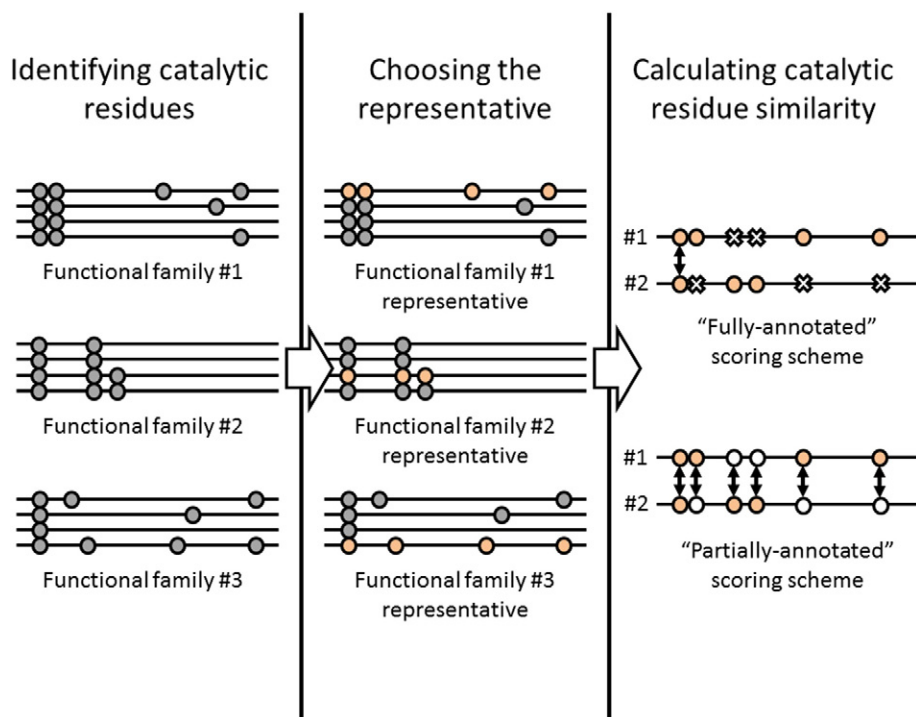 Identifying catalytic
residues
Functional family #1
Functional family #2
Functional family #3
Choosing the
representative
Functional family #1
representative
Functional family #2
representative
Functional family #3
representative
Calculating catalytic
residue similarity
#1
#2
“Fully-annotated”
scoring scheme
#1
#2
“Partially-annotated”
scoring scheme